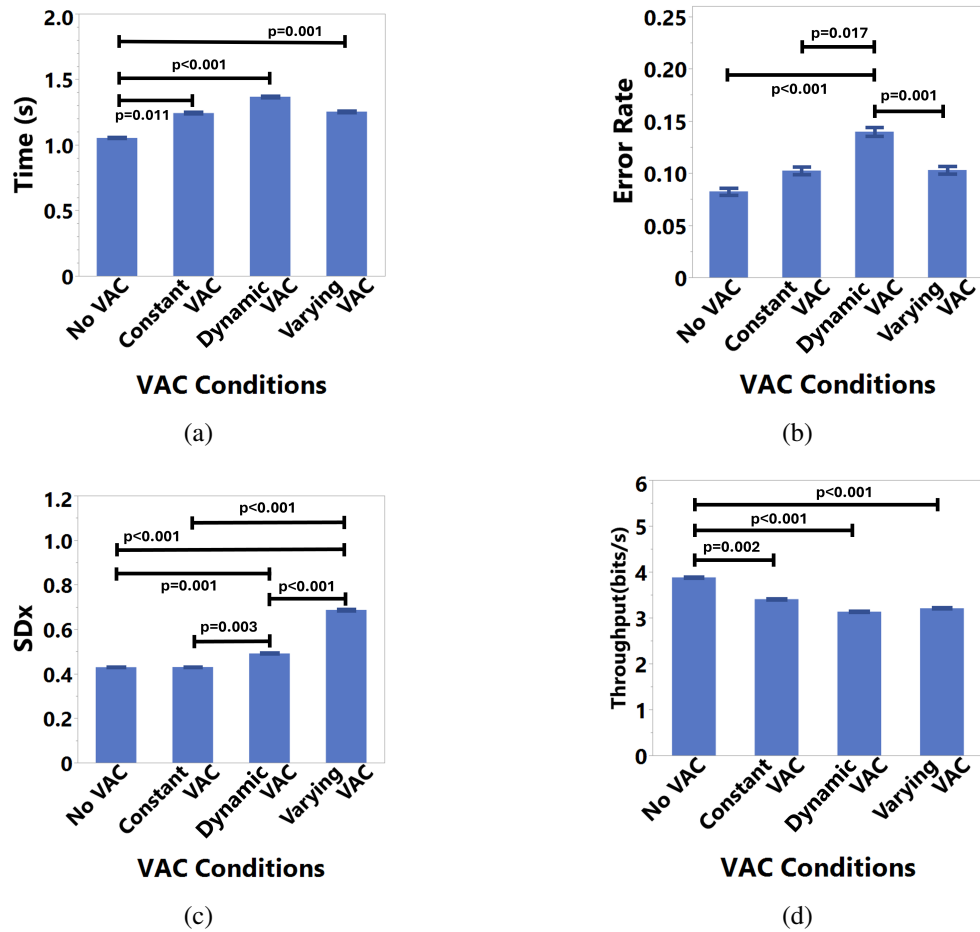 2.0
1.5
1.0
0.5
0
Time (s)
p=0.001
p<0.001
p=0.011
No VAC
Constant
VAC
Dynamic
VAC
Varying
VAC
VAC Conditions
(a)
0.25
0.20
0.15
0.10
0.05
0
Error Rate
p=0.017
p<0.001
p=0.001
No VAC
Constant
VAC
Dynamic
VAC
Varying
VAC
VAC Conditions
(b)
1.2
1.0
0.8
0.6
0.4
0.2
0
SDx
p<0.001
p<0.001
p=0.001
p<0.001
p=0.003
No VAC
Constant
VAC
Dynamic
VAC
Varying
VAC
VAC Conditions
(c)
6
5
4
3
2
1
0
Throughput(bits/s)
p<0.001
p<0.001
p=0.002
No VAC
Constant
VAC
Dynamic
VAC
Varying
VAC
VAC Conditions
(d)